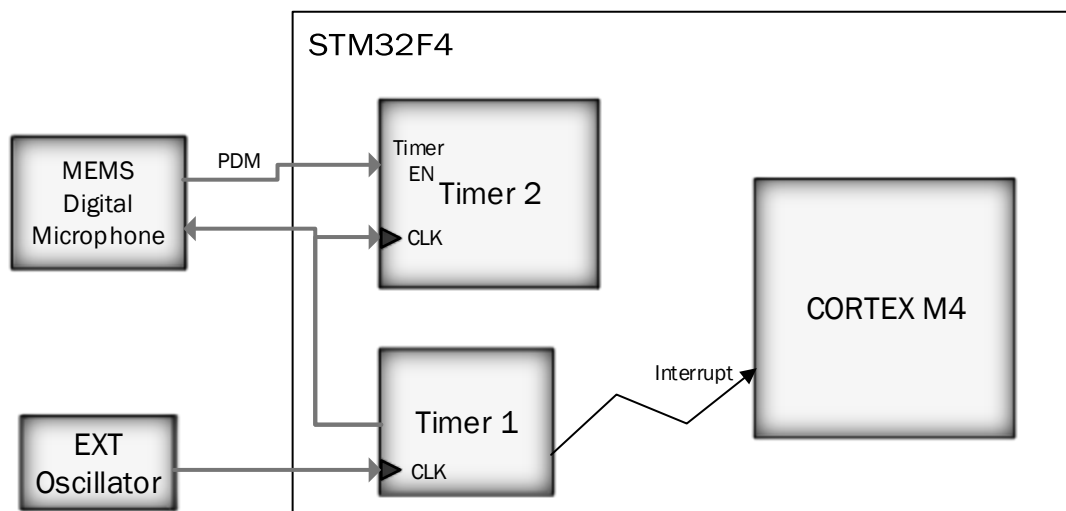 STM32F4
MEMS
Digital
Microphone
PDM
Timer
EN
Timer 2
CLK
CORTEX M4
Interrupt
Timer 1
CLK
EXT
Oscillator